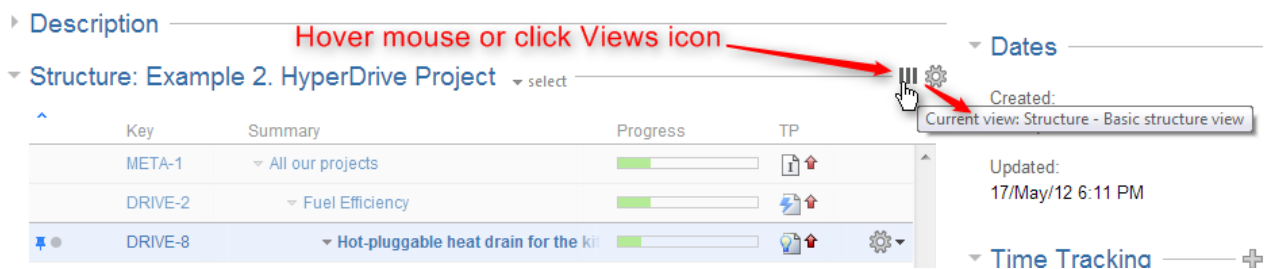 Description
Hover mouse or click Views icon
Structure: Example 2. HyperDrive Project select
Key Summary Progress TP
META-1 All our projects
DRIVE-2 Fuel Efficiency
DRIVE-8 Hot-pluggable heat drain for the
Dates
Created:
Current view: Structure - Basic structure view
Updated:
17/May/12 6:11 PM
Time Tracking